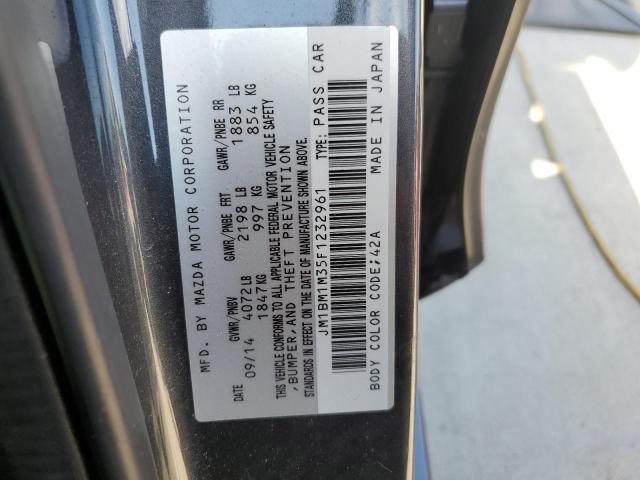 MFD. BY MAZDA MOTOR CORPORATION
DATE GVWR/PNBV GAWR/PNBE FRT GAWR/PNBE RR
09/14 4072LB 2198 LB 1883 LB
1847KG 997 KG 854 KG
THIS VEHICLE CONFORMS TO ALL APPLICABLE FEDERAL MOTOR VEHICLE SAFETY
,BUMPER,AND THEFT PREVENTION
STANDARDS IN EFFECT ON THE DATE OF MANUFACTURE SHOWN ABOVE.
JM1BM1M35F1232961 TYPE: PASS CAR
BODY COLOR CODE:42A MADE IN JAPAN